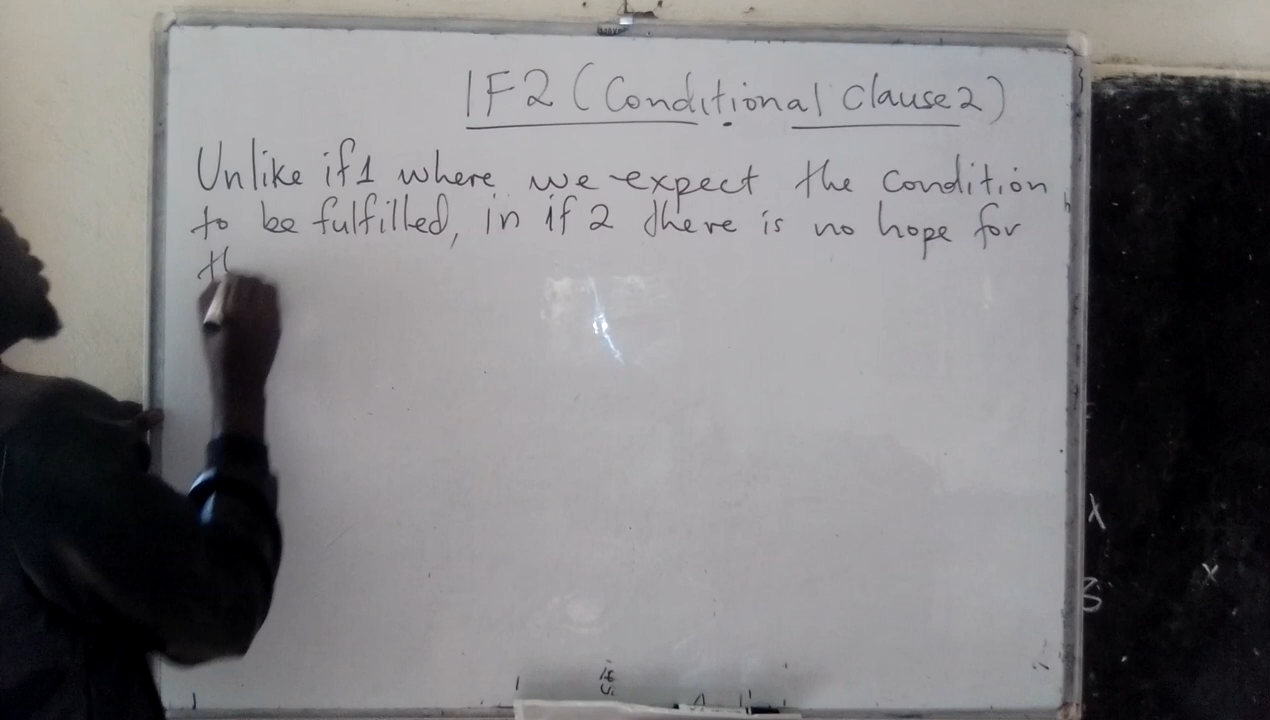 IF2 (Conditional Clause 2)
Unlike if1 where we expect the condition
to be fulfilled, in if 2 there is no hope for
th